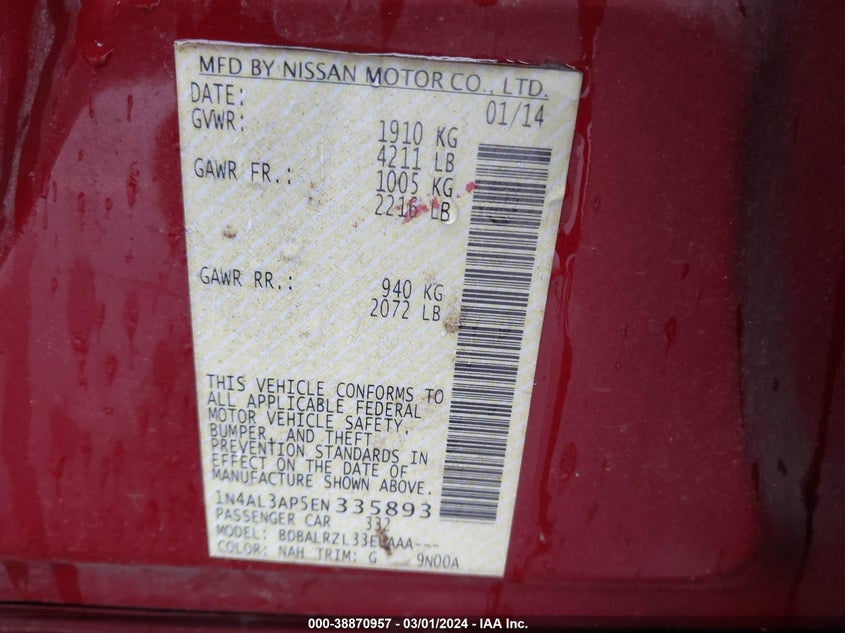 MFD BY NISSAN MOTOR CO., LTD.
DATE: 01/14
GVWR: 1910 KG
4211 LB
GAWR FR.: 1005 KG
2216 LB
GAWR RR.: 940 KG
2072 LB
THIS VEHICLE CONFORMS TO
ALL APPLICABLE FEDERAL
MOTOR VEHICLE SAFETY,
BUMPER, AND THEFT
PREVENTION STANDARDS IN
EFFECT ON THE DATE OF
MANUFACTURE SHOWN ABOVE.
1N4AL3AP5EN 335893
PASSENGER CAR 332
MODEL:
COLOR: NAH TRIM: G 9N00A
000-38870957 - 03/01/2024 - IAA Inc.